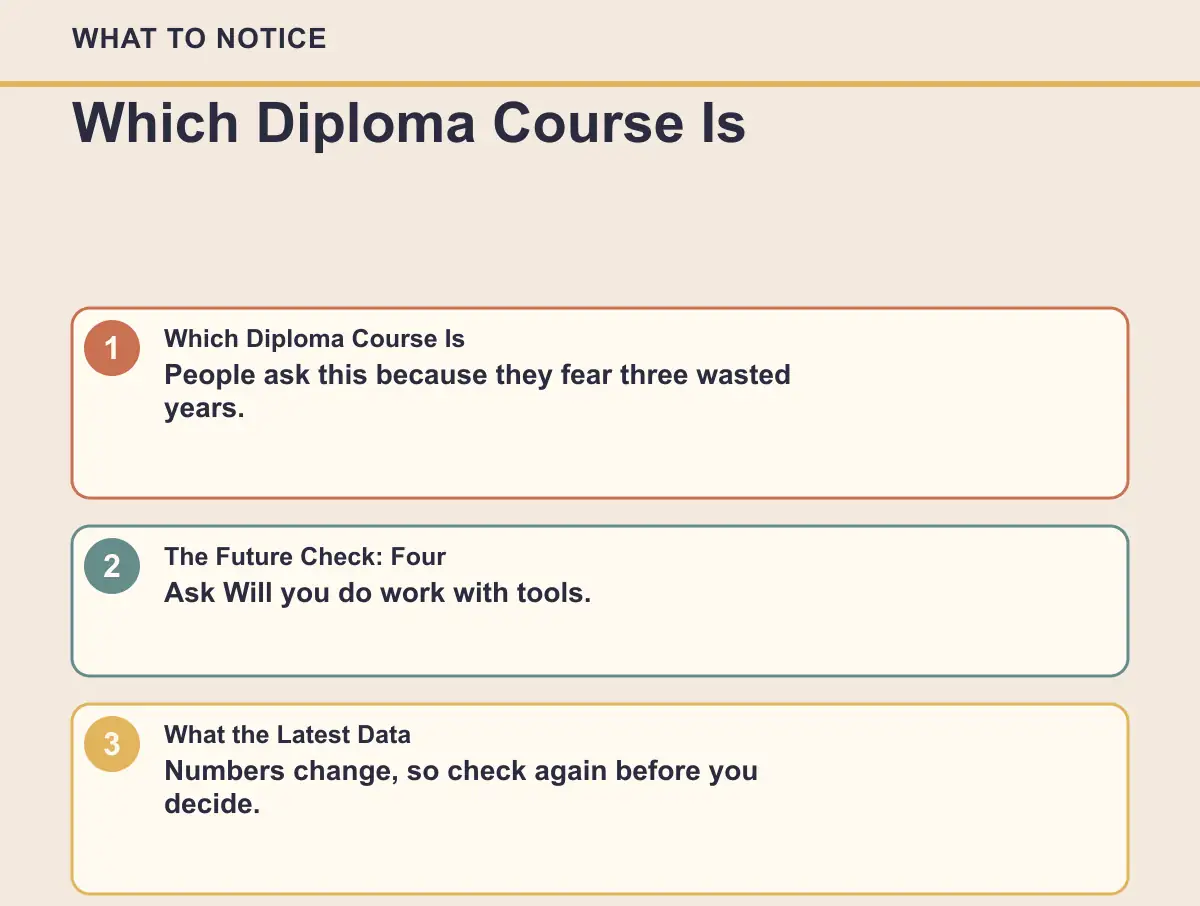 WHAT TO NOTICE
Which Diploma Course Is
1
Which Diploma Course Is
People ask this because they fear three wasted
years.
2
The Future Check: Four
Ask Will you do work with tools.
3
What the Latest Data
Numbers change, so check again before you
decide.